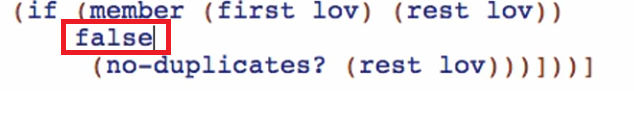 (if (member (first lov) (rest lov))
false
(no-duplicates? (rest lov)))]))]